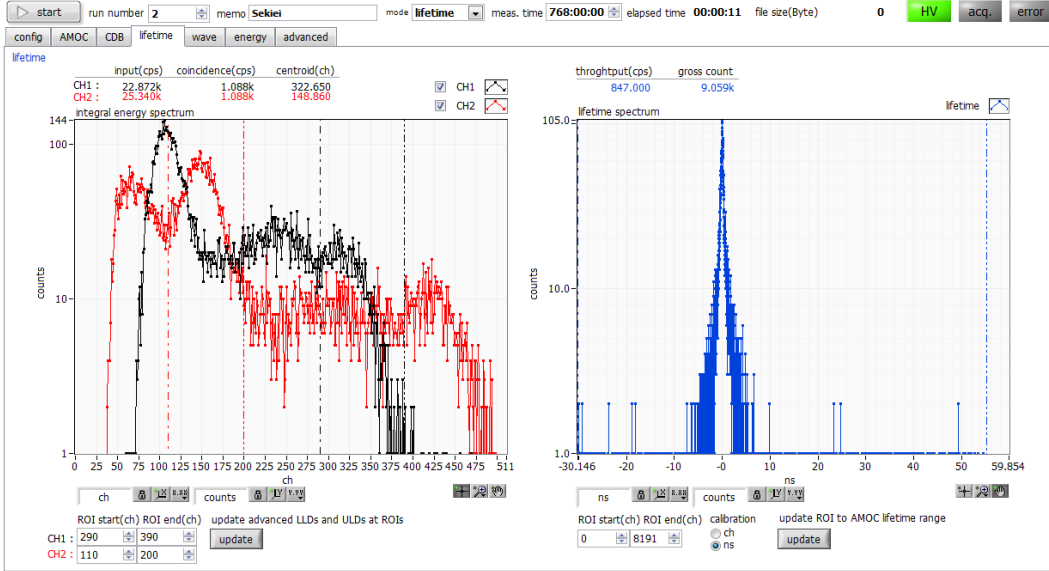 start run number 2 memo Sekiei mode lifetime meas. time 768:00:00 elapsed time 00:00:11 file size(Byte) 0 HV acq. error
config AMOC CDB lifetime wave energy advanced
lifetime
input(cps) coincidence(cps) centroid(ch)
CH1 : 22.872k 1.088k 322.650
CH2 : 25.340k 1.088k 148.860
CH1
CH2
integral energy spectrum
144
100
10
1
counts
0 25 50 75 100 125 150 175 200 225 250 275 300 325 350 375 400 425 450 475 511
ch
ch counts
ROI start(ch) ROI end(ch) update advanced LLDs and ULDs at ROIs
CH1 : 290 390 update
CH2 : 110 200
throghtput(cps) gross count
847.000 9.059k
lifetime spectrum lifetime
105.0
10.0
1.0
counts
-30.146 -20 -10 -0 10 20 30 40 50 59.854
ns
ns counts
ROI start(ch) ROI end(ch) calibration update ROI to AMOC lifetime range
0 8191 ch
ns update